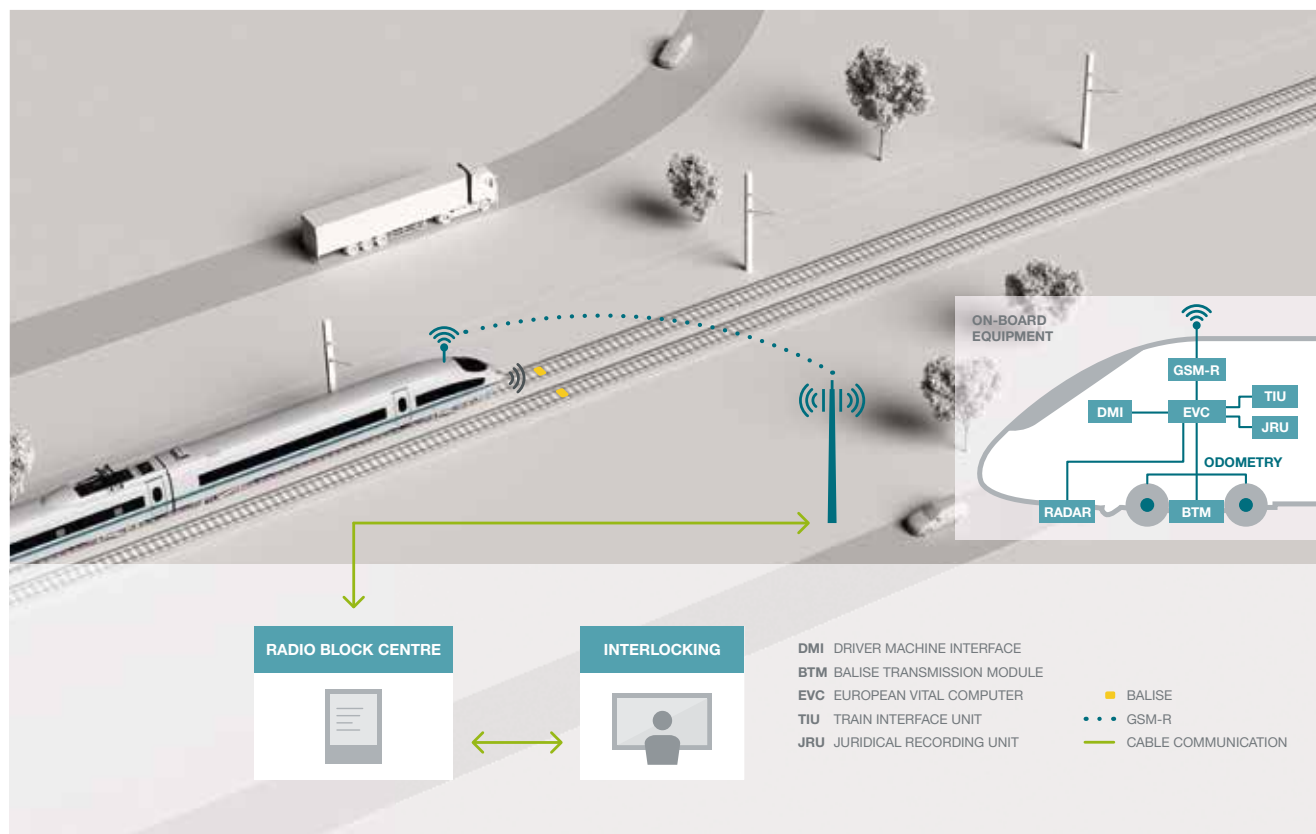 ON-BOARD
EQUIPMENT
GSM-R
DMI
EVC
TIU
JRU
ODOMETRY
RADAR
BTM
RADIO BLOCK CENTRE
INTERLOCKING
DMI DRIVER MACHINE INTERFACE
BTM BALISE TRANSMISSION MODULE
EVC EUROPEAN VITAL COMPUTER
TIU TRAIN INTERFACE UNIT
JRU JURIDICAL RECORDING UNIT
BALISE
GSM-R
CABLE COMMUNICATION